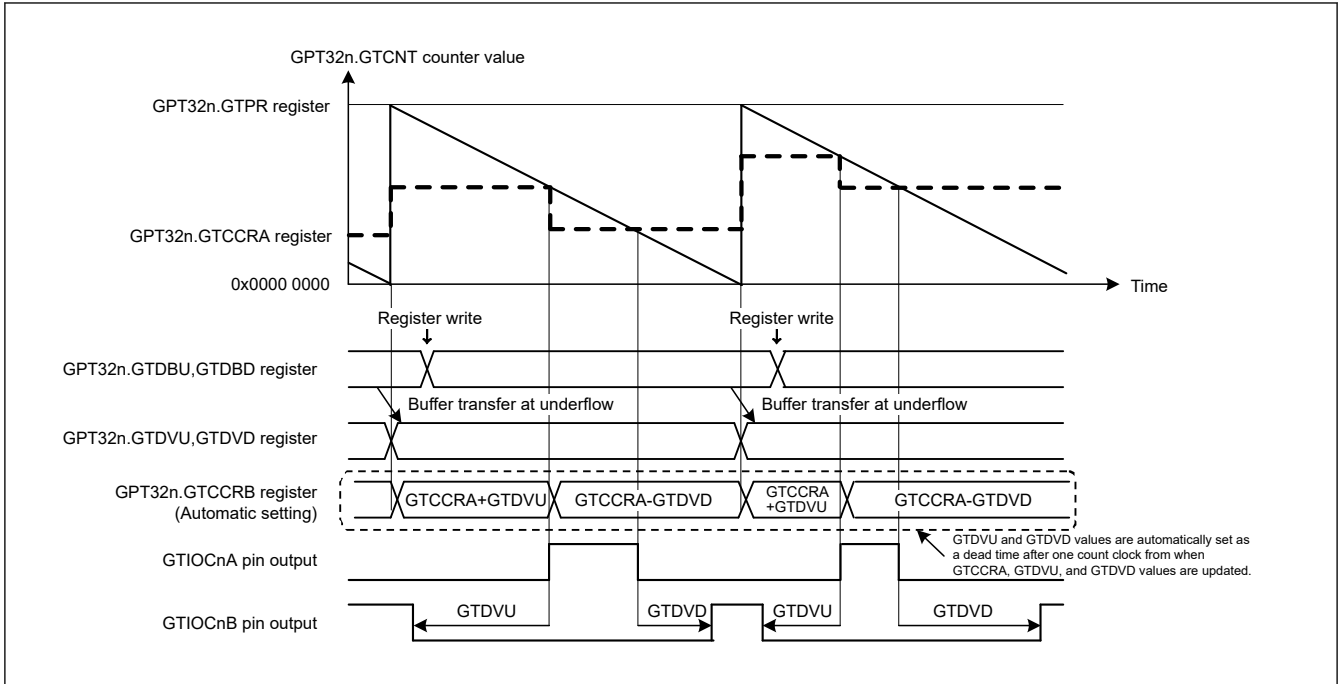 GPT32n.GTCNT counter value
GPT32n.GTPR register
GPT32n.GTCCRA register
0x0000 0000
Time
Register write
Register write
GPT32n.GTDBU,GTDBD register
Buffer transfer at underflow
Buffer transfer at underflow
GPT32n.GTDVU,GTDVD register
GPT32n.GTCCRB register
(Automatic setting)
GTCCRA+GTDVU
GTCCRA-GTDVD
GTCCRA
+GTDVU
GTCCRA-GTDVD
GTDVU and GTDVD values are automatically set as
a dead time after one count clock from when
GTCCRA, GTDVU, and GTDVD values are updated.
GTIOCnA pin output
GTIOCnB pin output
GTDVU
GTDVD
GTDVU
GTDVD